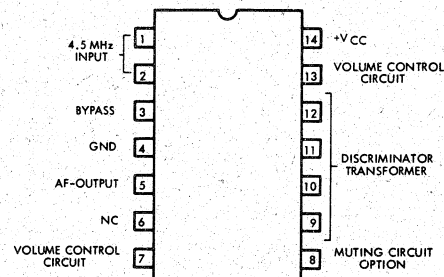 1
14
+VCC
4.5 MHz
INPUT
2
13
VOLUME CONTROL
CIRCUIT
BYPASS
3
12
GND
4
11
DISCRIMINATOR
TRANSFORMER
AF-OUTPUT
5
10
NC
6
9
VOLUME CONTROL
CIRCUIT
7
8
MUTING CIRCUIT
OPTION